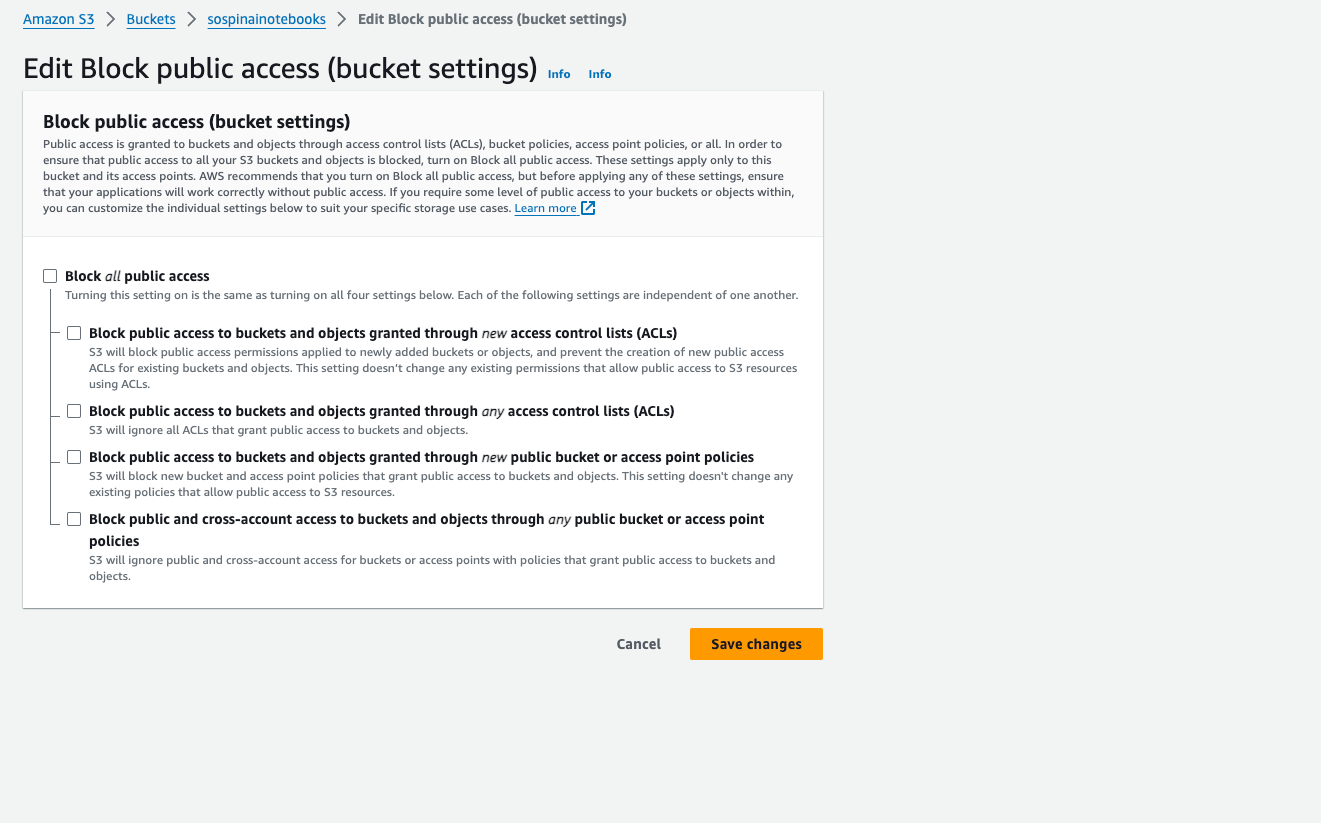 Amazon S3 > Buckets > sospinainotebooks > Edit Block public access (bucket settings)
Edit Block public access (bucket settings) Info Info
Block public access (bucket settings)
Public access is granted to buckets and objects through access control lists (ACLs), bucket policies, access point policies, or all. In order to
ensure that public access to all your S3 buckets and objects is blocked, turn on Block all public access. These settings apply only to this
bucket and its access points. AWS recommends that you turn on Block all public access, but before applying any of these settings, ensure
that your applications will work correctly without public access. If you require some level of public access to your buckets or objects within,
you can customize the individual settings below to suit your specific storage use cases. Learn more
Block all public access
Turning this setting on is the same as turning on all four settings below. Each of the following settings are independent of one another.
Block public access to buckets and objects granted through new access control lists (ACLs)
S3 will block public access permissions applied to newly added buckets or objects, and prevent the creation of new public access
ACLs for existing buckets and objects. This setting doesn't change any existing permissions that allow public access to S3 resources
using ACLs.
Block public access to buckets and objects granted through any access control lists (ACLs)
S3 will ignore all ACLs that grant public access to buckets and objects.
Block public access to buckets and objects granted through new public bucket or access point policies
S3 will block new bucket and access point policies that grant public access to buckets and objects. This setting doesn't change any
existing policies that allow public access to S3 resources.
Block public and cross-account access to buckets and objects through any public bucket or access point
policies
S3 will ignore public and cross-account access for buckets or access points with policies that grant public access to buckets and
objects.
Cancel Save changes